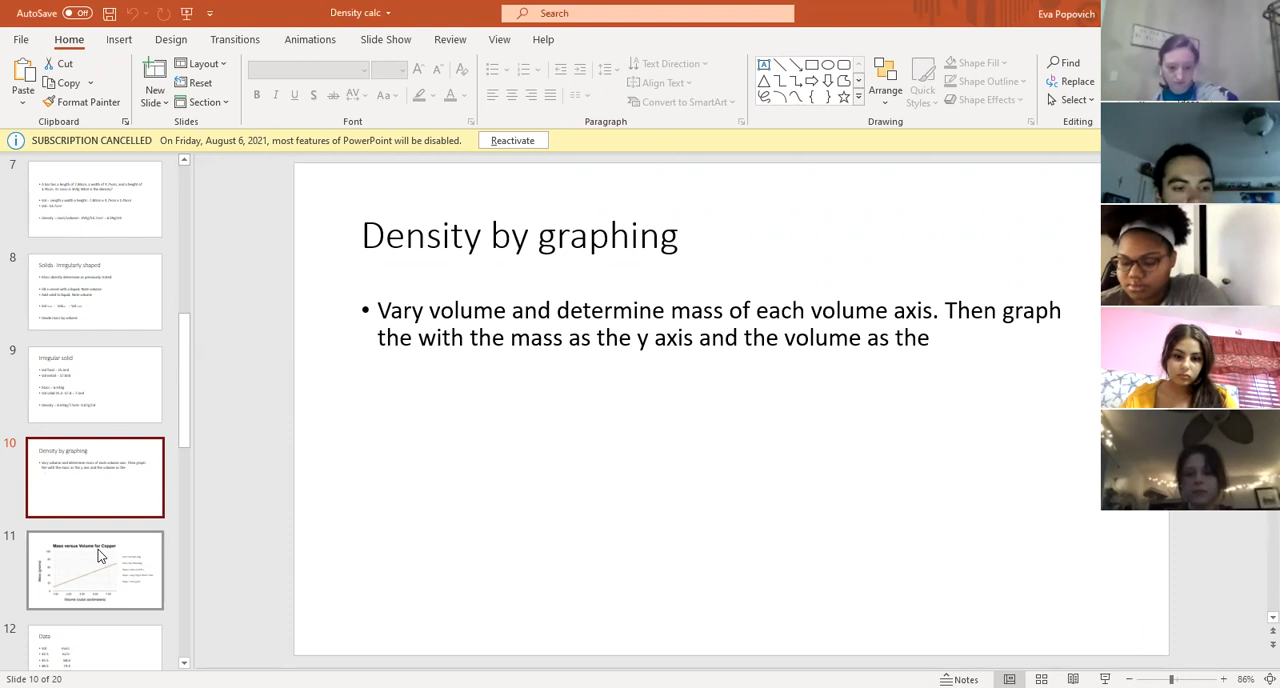 AutoSave Off
Density calc
Search
Eva Popovich
File Home Insert Design Transitions Animations Slide Show Review View Help
Paste
Cut
Copy
Format Painter
Clipboard
New Slide
Layout
Reset
Section
Slides
Font
Text Direction
Align Text
Convert to SmartArt
Paragraph
Arrange
Quick Styles
Shape Fill
Shape Outline
Shape Effects
Drawing
Find
Replace
Select
Editing
SUBSCRIPTION CANCELLED On Friday, August 6, 2021, most features of PowerPoint will be disabled. Reactivate
7
8
Solids: Irregularly shaped
9
Irregular solid
10
Density by graphing
11
Mass versus Volume for Copper
12
Data
Density by graphing
• Vary volume and determine mass of each volume axis. Then graph
the with the mass as the y axis and the volume as the
Slide 10 of 20
Notes
86%